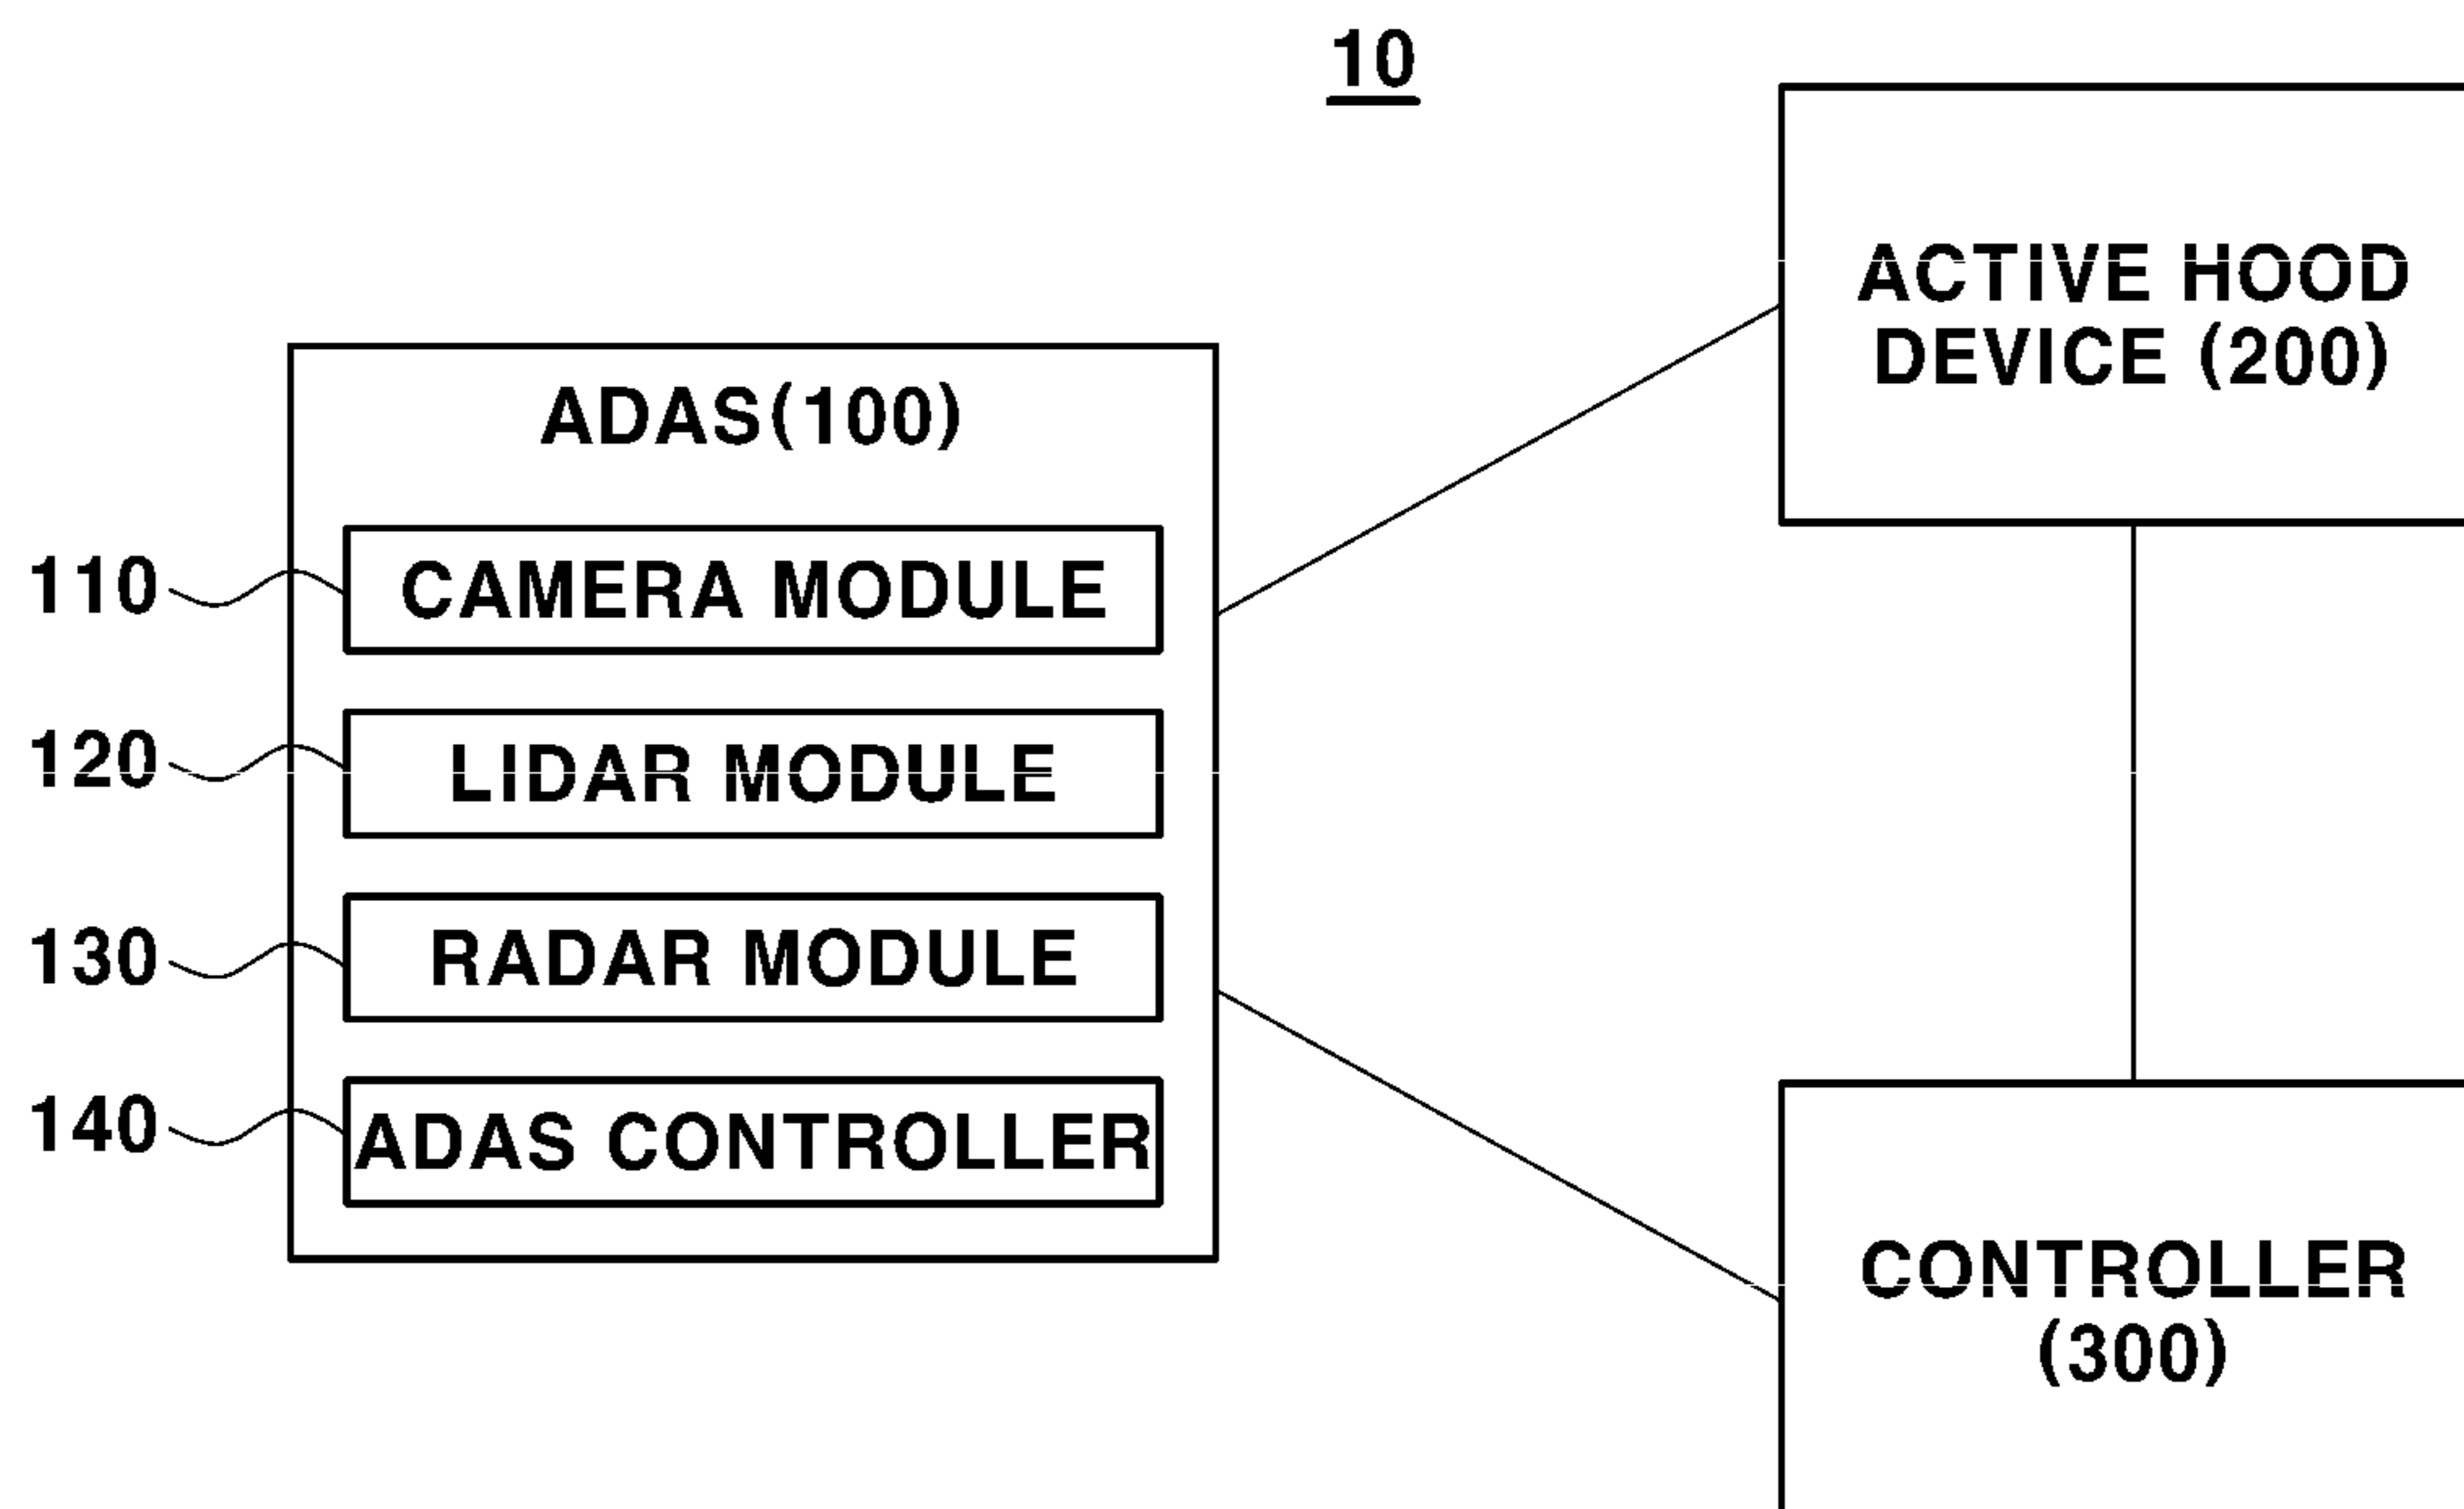 10
ACTIVE HOOD
DEVICE (200)
ADAS(100)
110
CAMERA MODULE
120
LIDAR MODULE
130
RADAR MODULE
140
ADAS CONTROLLER
CONTROLLER
(300)